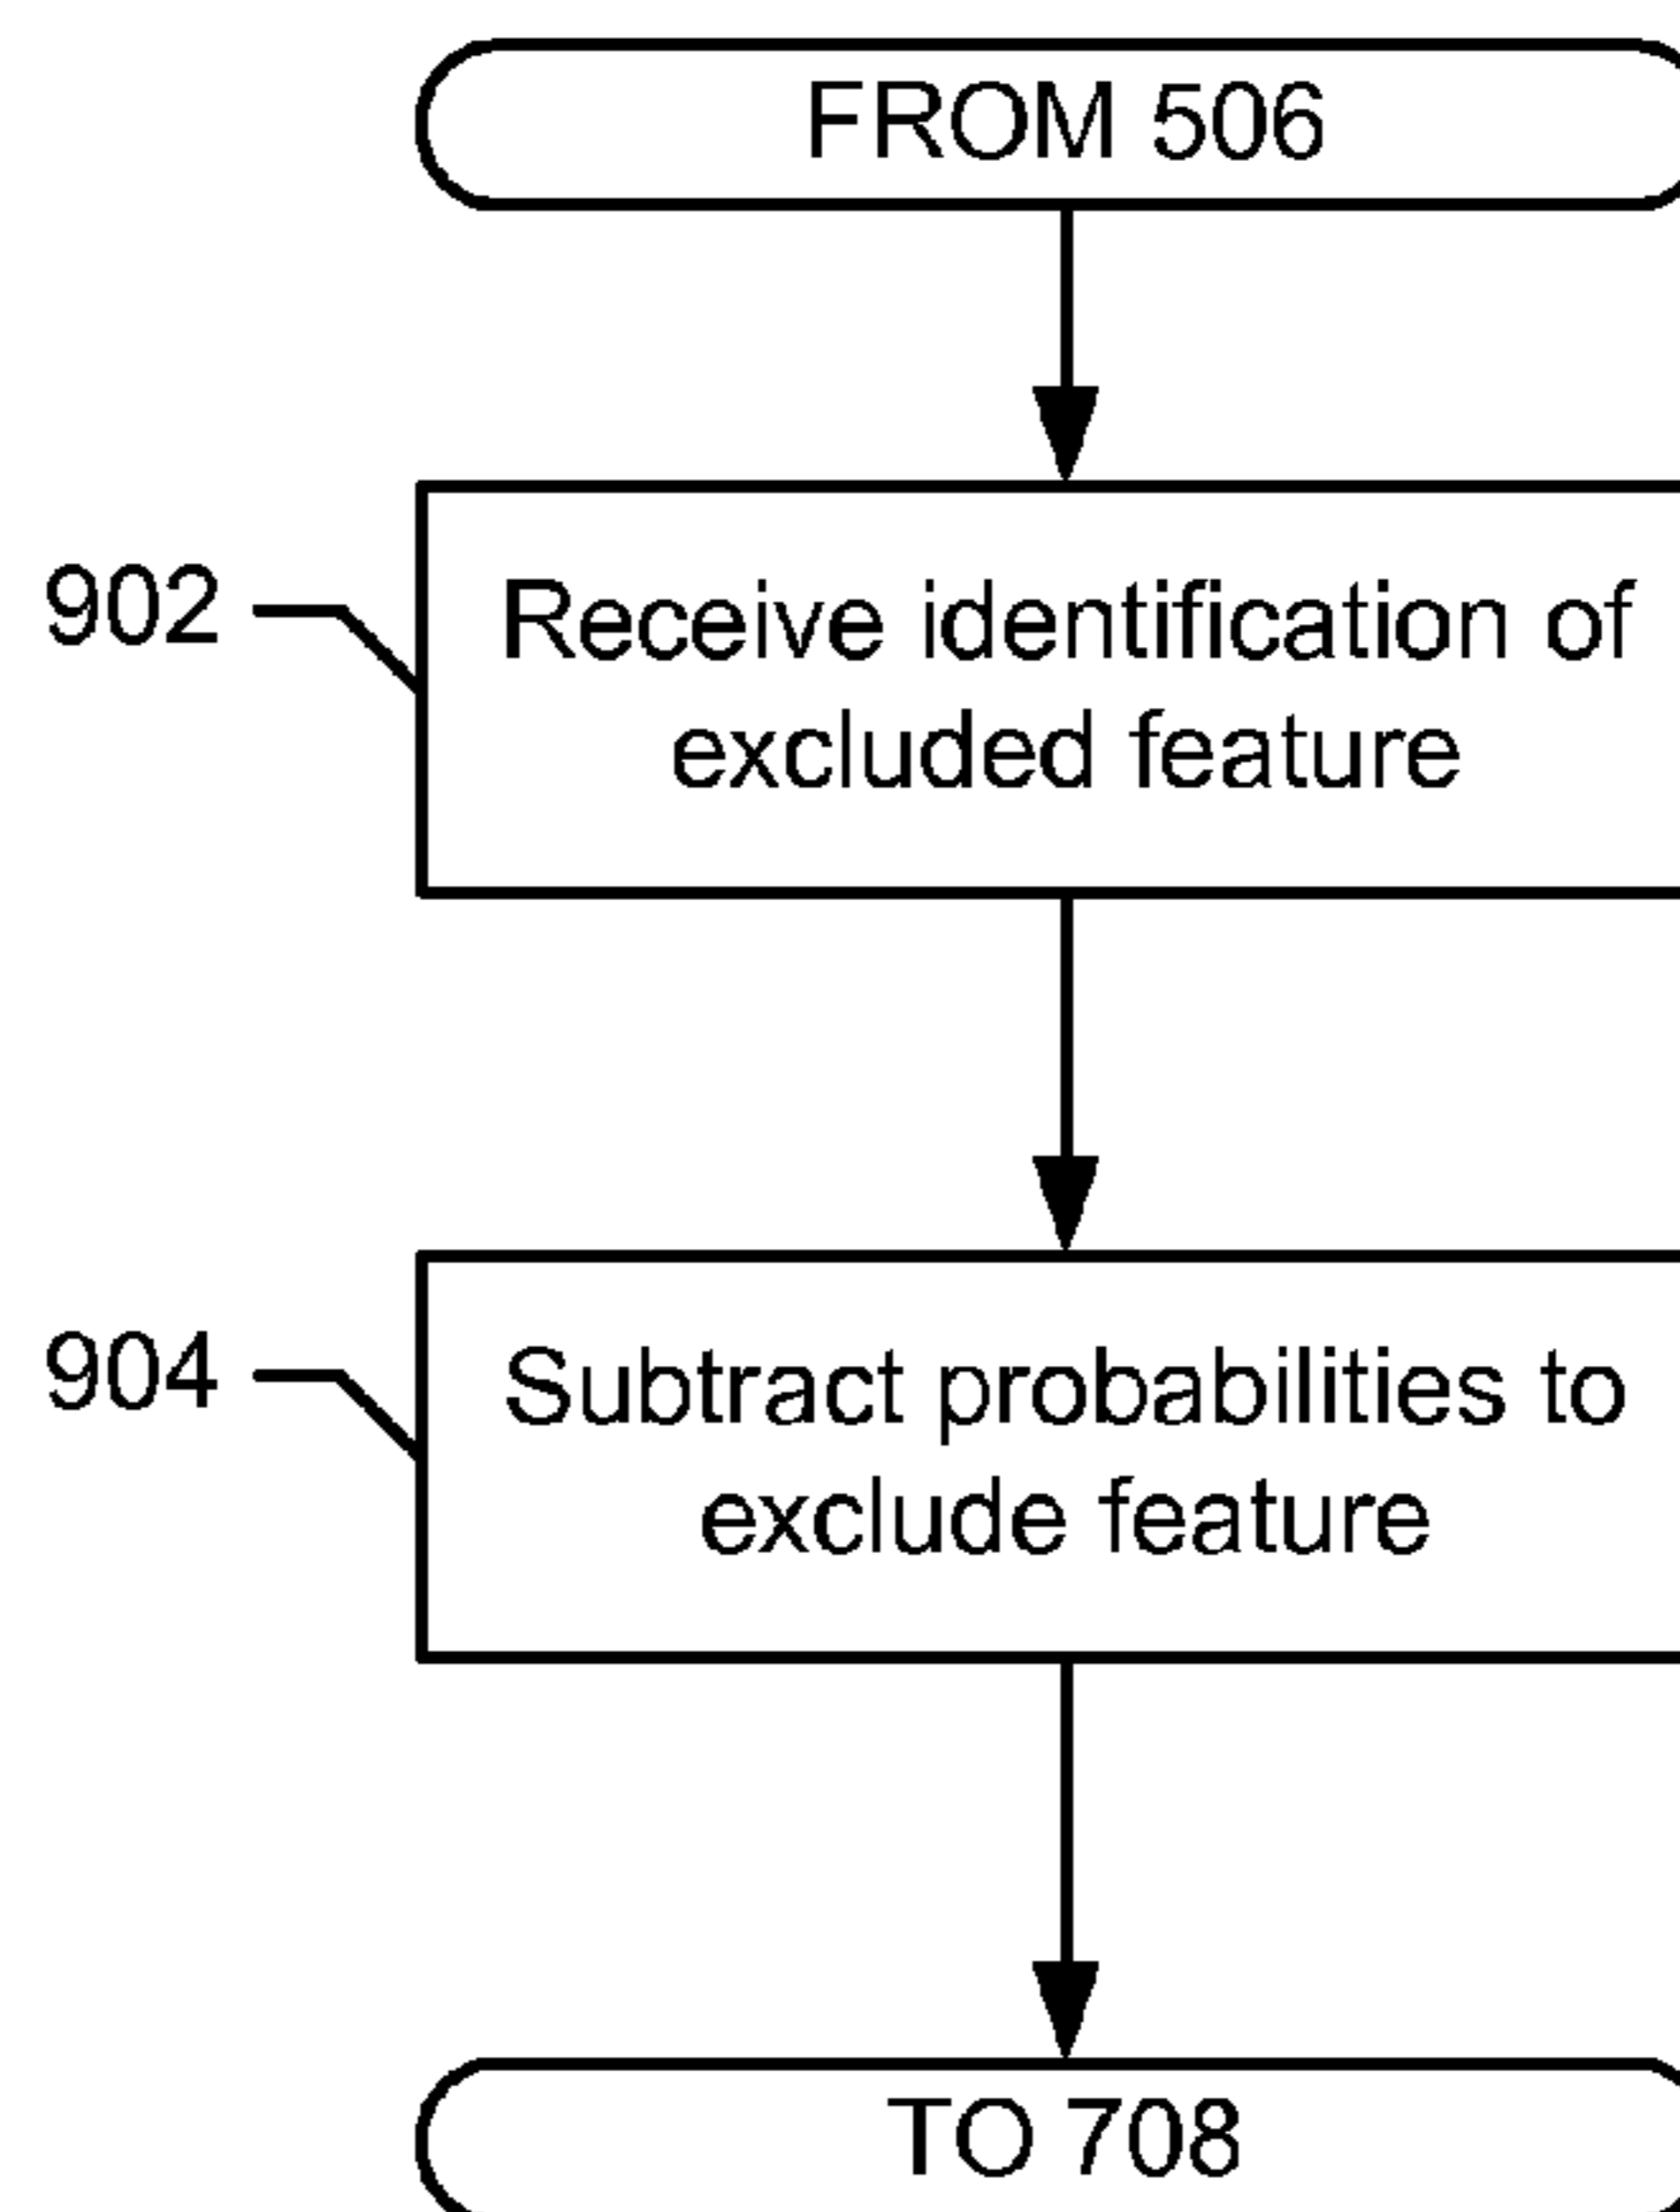 FROM 506
902
Receive identification of
excluded feature
904
Subtract probabilities to
exclude feature
TO 708